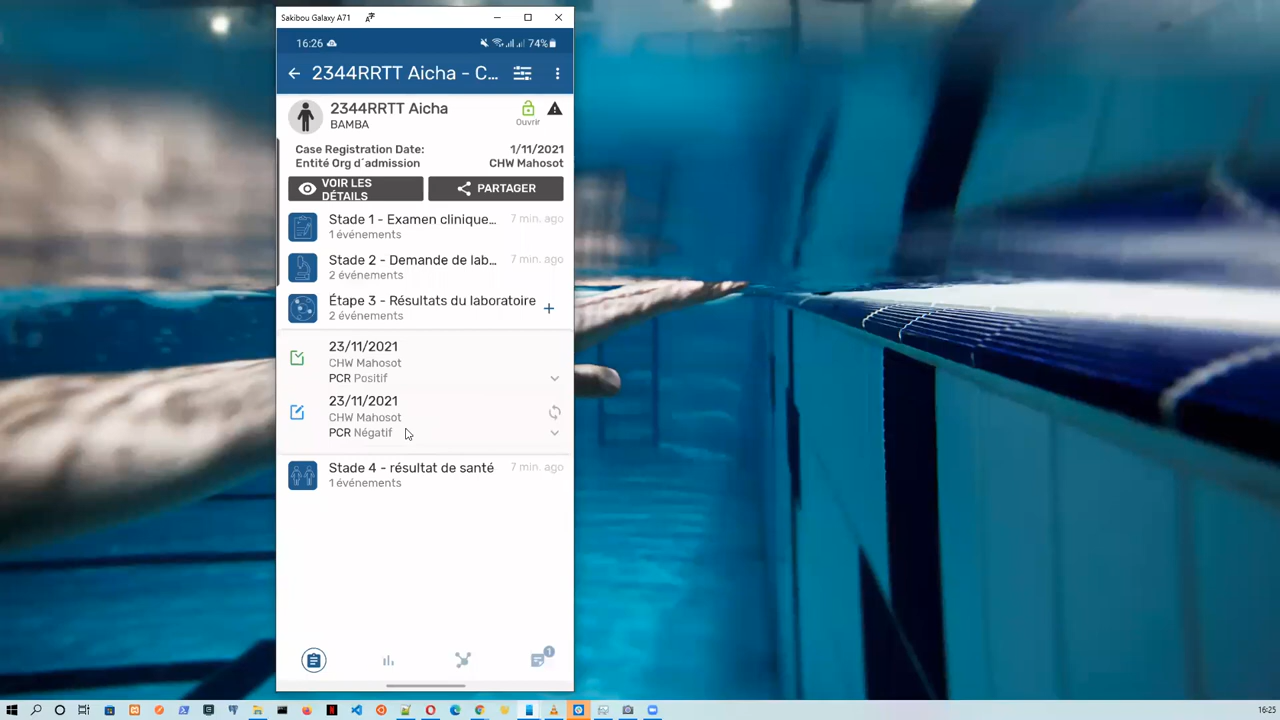 Sakibou Galaxy A71
16:26
74%
2344RRTT Aicha - C...
2344RRTT Aicha
BAMBA
Ouvrir
Case Registration Date:
1/11/2021
Entité Org d´admission
CHW Mahosot
VOIR LES
DÉTAILS
PARTAGER
Stade 1 - Examen clinique...
7 min. ago
1 événements
Stade 2 - Demande de lab...
7 min. ago
2 événements
Étape 3 - Résultats du laboratoire
2 événements
23/11/2021
CHW Mahosot
PCR Positif
23/11/2021
CHW Mahosot
PCR Négatif
Stade 4 - résultat de santé
7 min. ago
1 événements
1
16:25